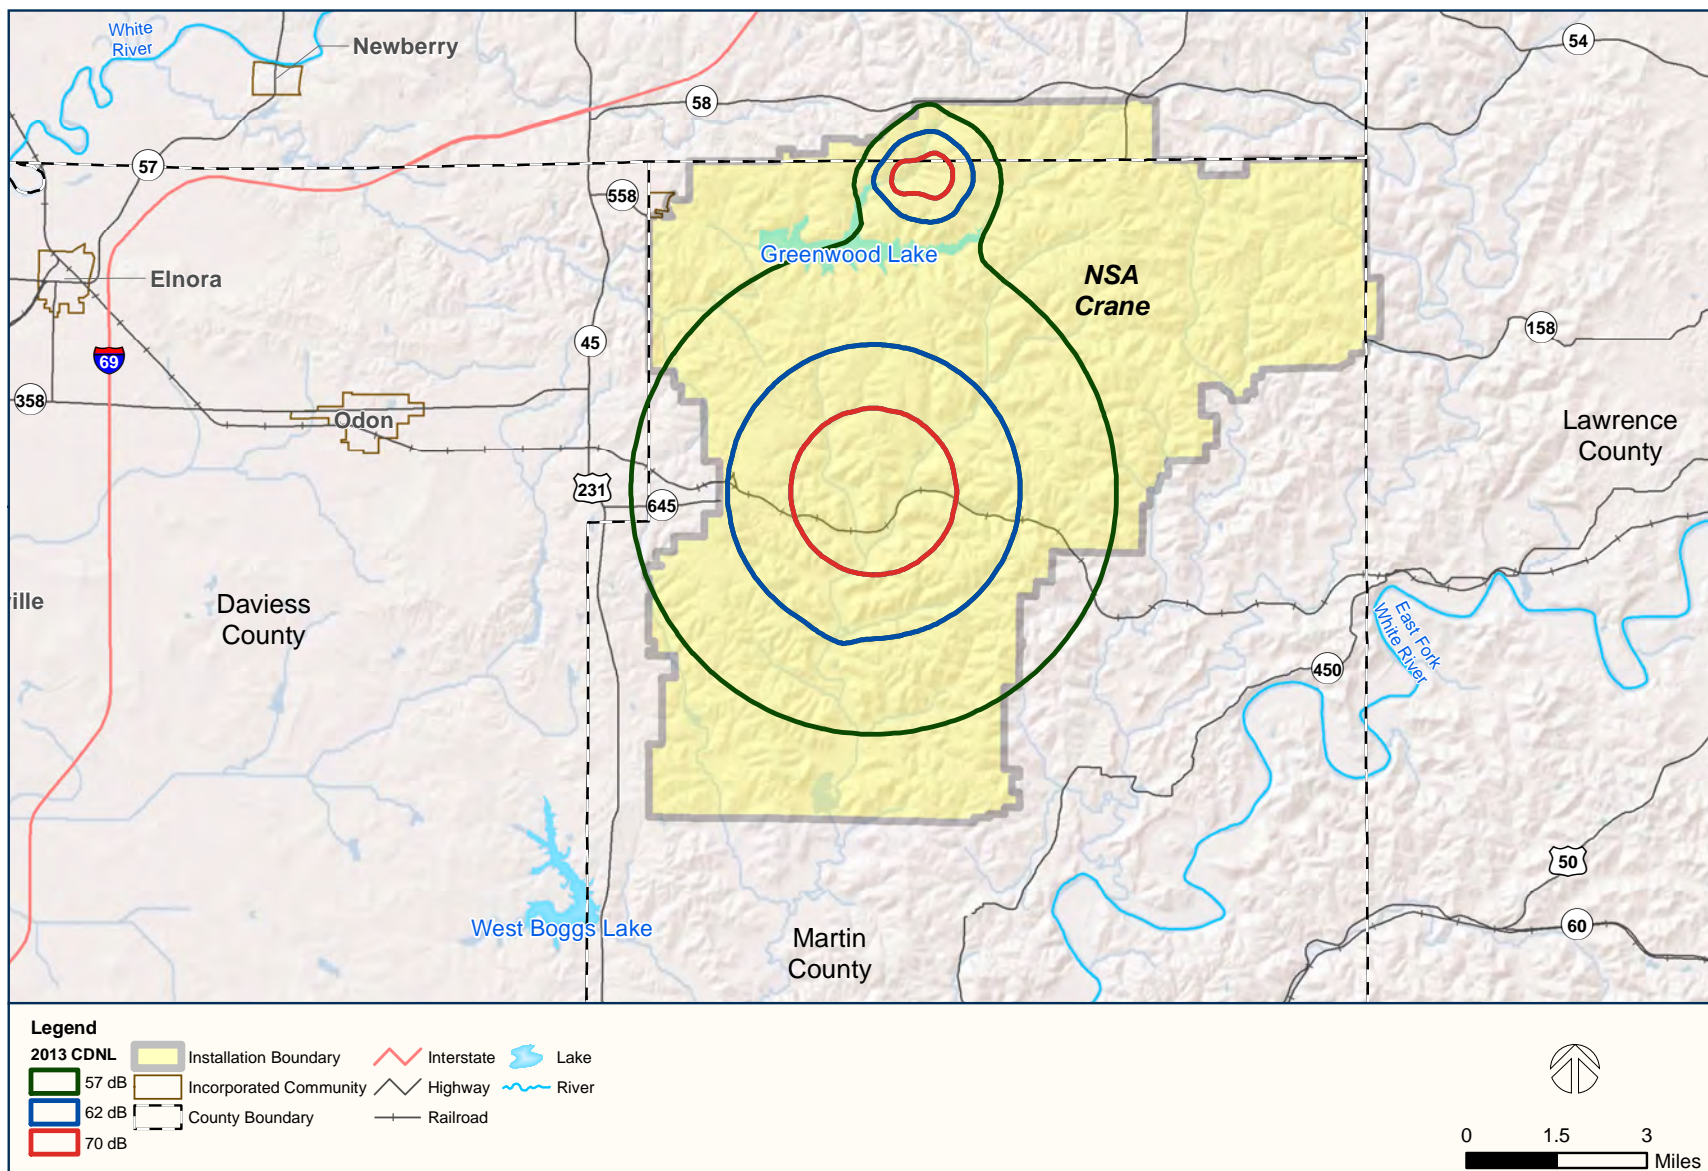 White
River
Newberry
54
58
57
558
Greenwood Lake
NSA
Crane
Elnora
45
158
69
358
Odon
Lawrence
County
231
645
ille
Daviess
County
East Fork
White River
450
50
West Boggs Lake
60
Martin
County
Legend
2013 CDNL
57 dB
62 dB
70 dB
Installation Boundary
Incorporated Community
County Boundary
Interstate
Highway
Railroad
Lake
River
0 1.5 3
Miles